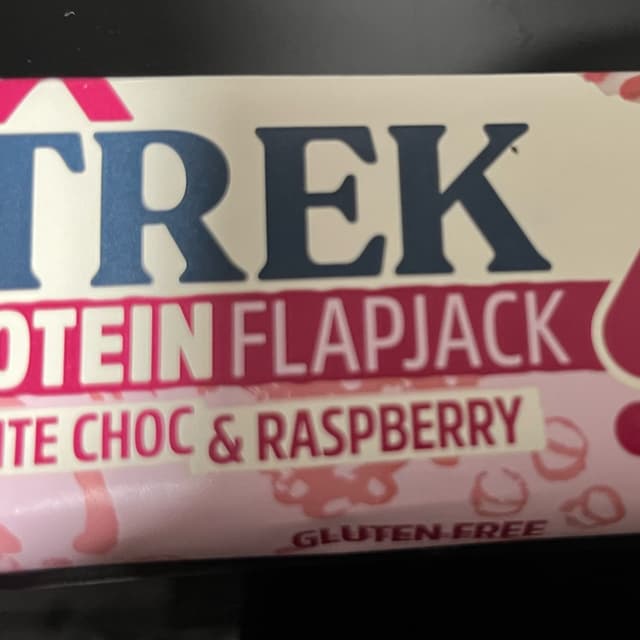 TREK
OTEIN FLAPJACK
ITE CHOC & RASPBERRY
GLUTEN-FREE